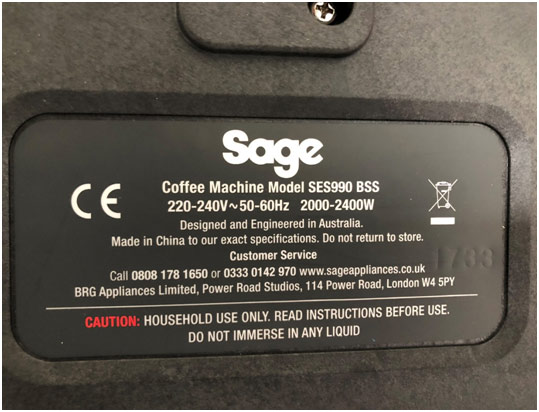 Sage
CE
Coffee Machine Model SES990 BSS
220-240V~50-60Hz 2000-2400W
Designed and Engineered in Australia.
Made in China to our exact specifications. Do not return to store.
1733
Customer Service
Call 0808 178 1650 or 0333 0142 970 www.sageappliances.co.uk
BRG Appliances Limited, Power Road Studios, 114 Power Road, London W4 5PY
CAUTION: HOUSEHOLD USE ONLY. READ INSTRUCTIONS BEFORE USE.
DO NOT IMMERSE IN ANY LIQUID